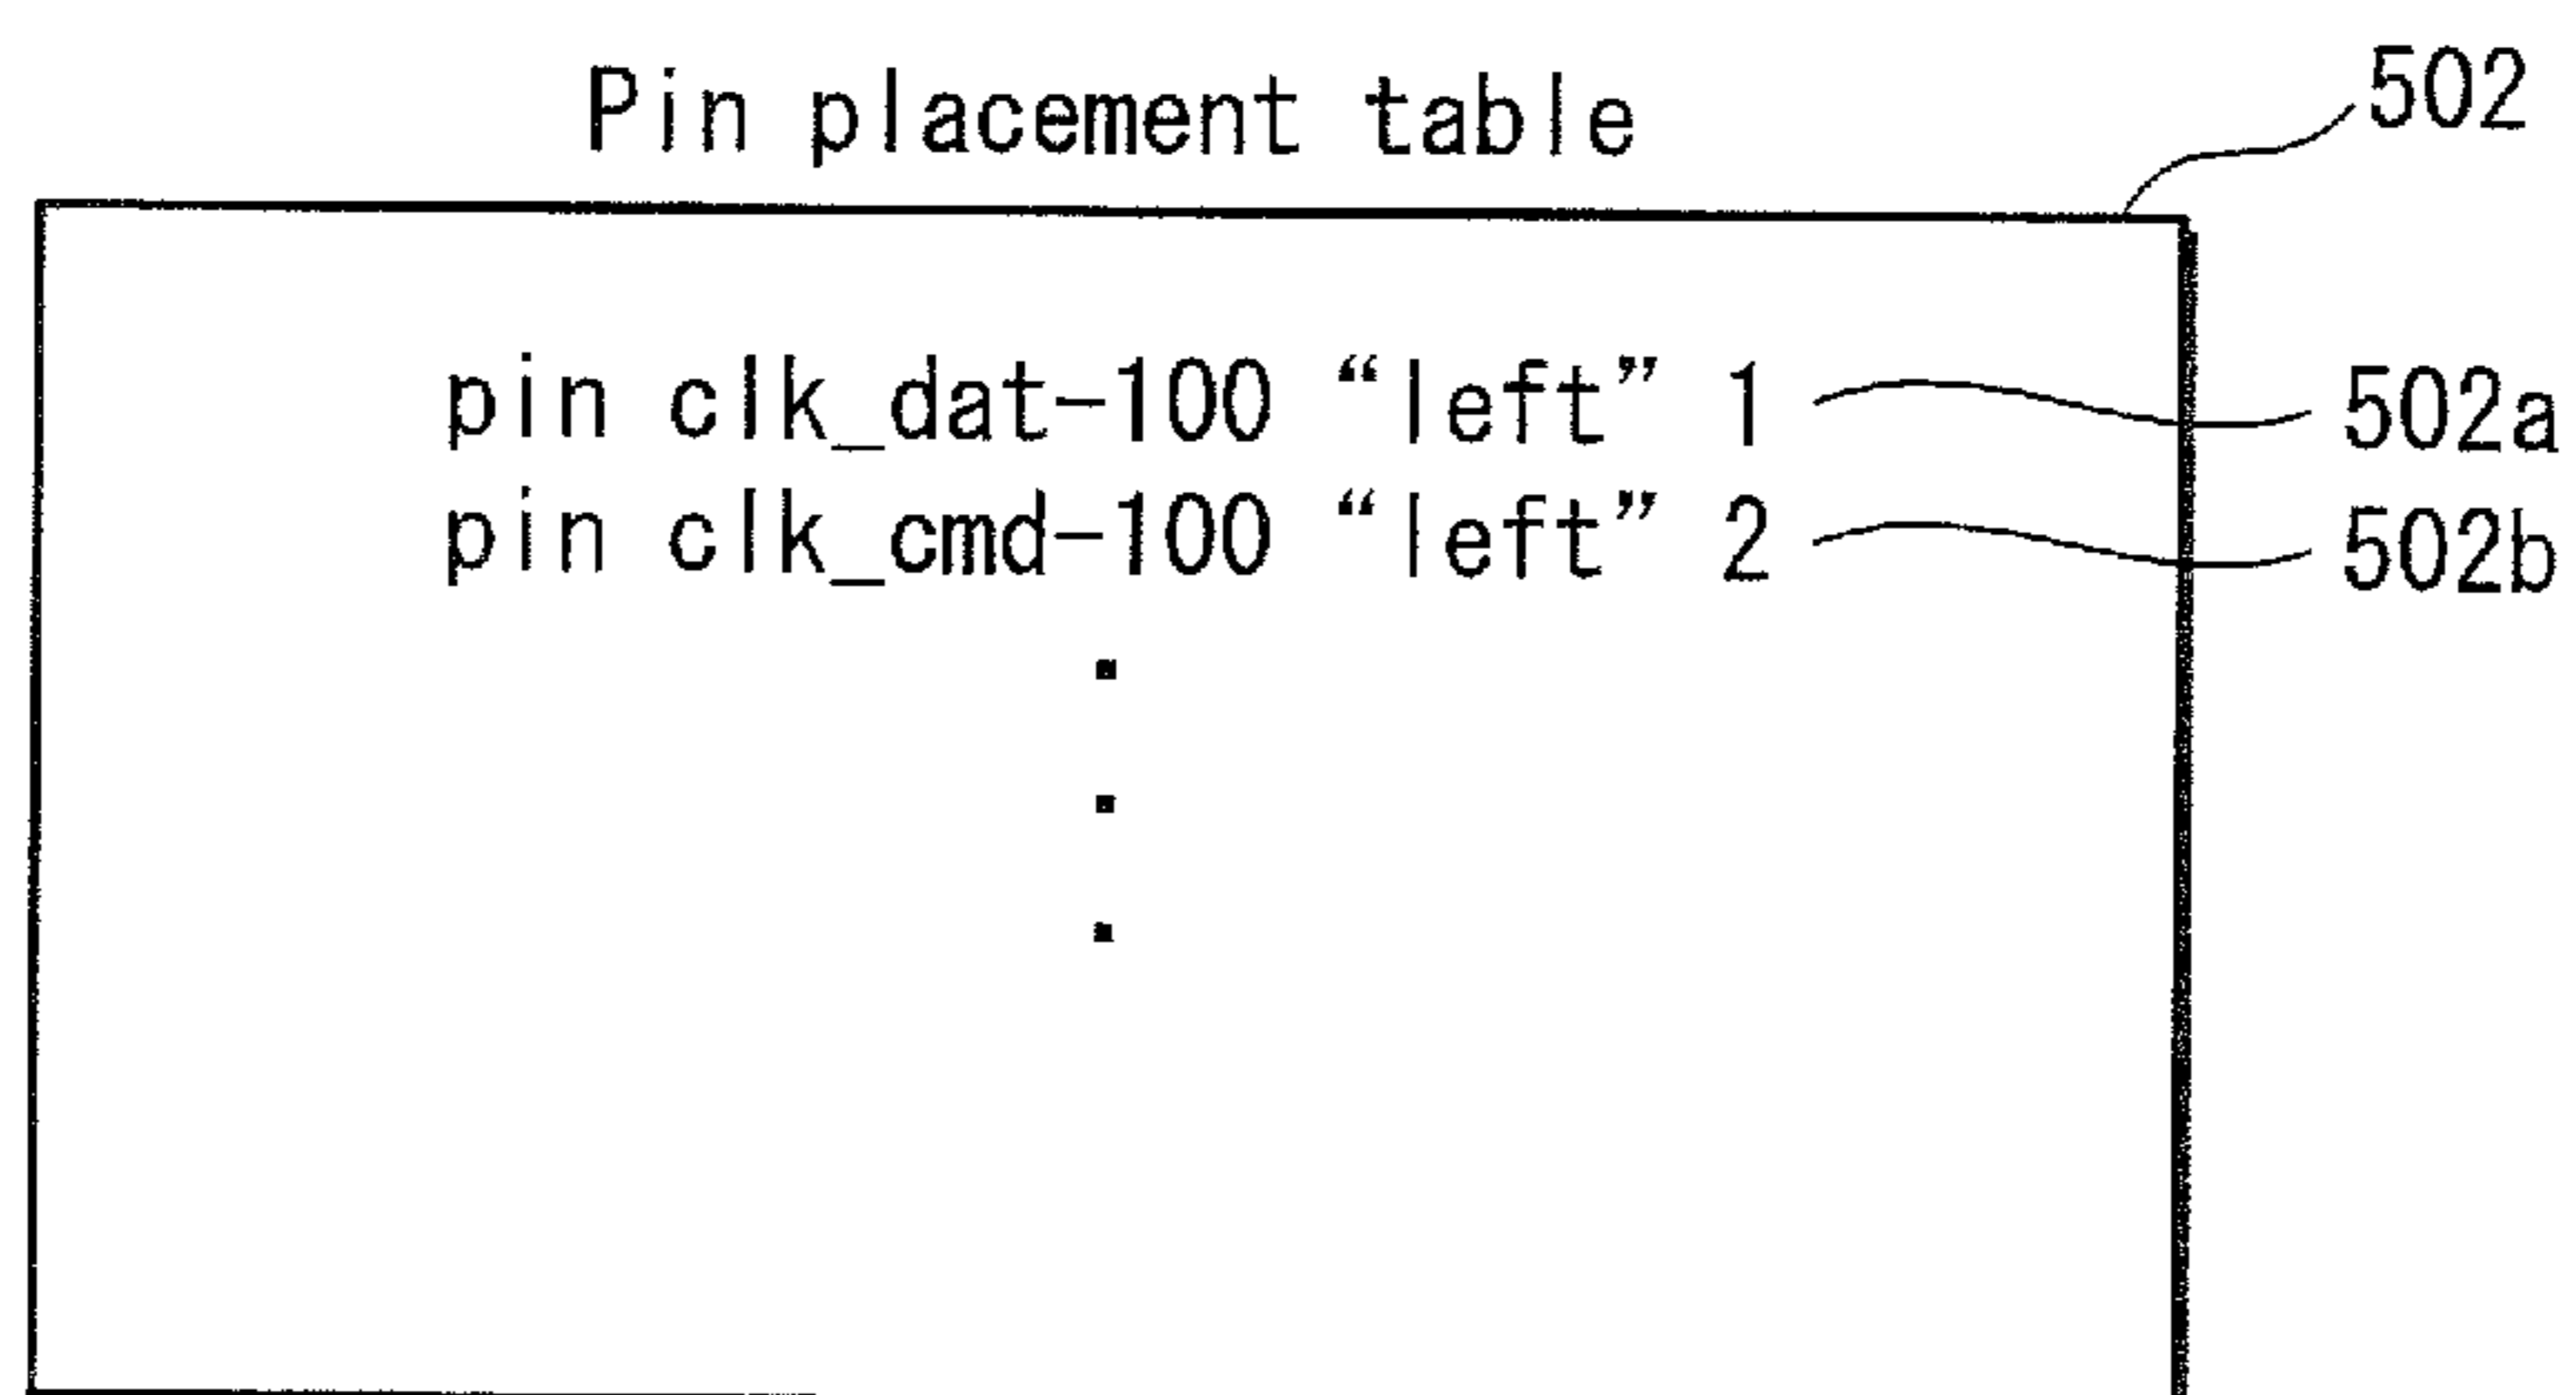 Pin placement table
502
pin clk_dat-100 “left” 1 502a
pin clk_cmd-100 “left” 2 502b